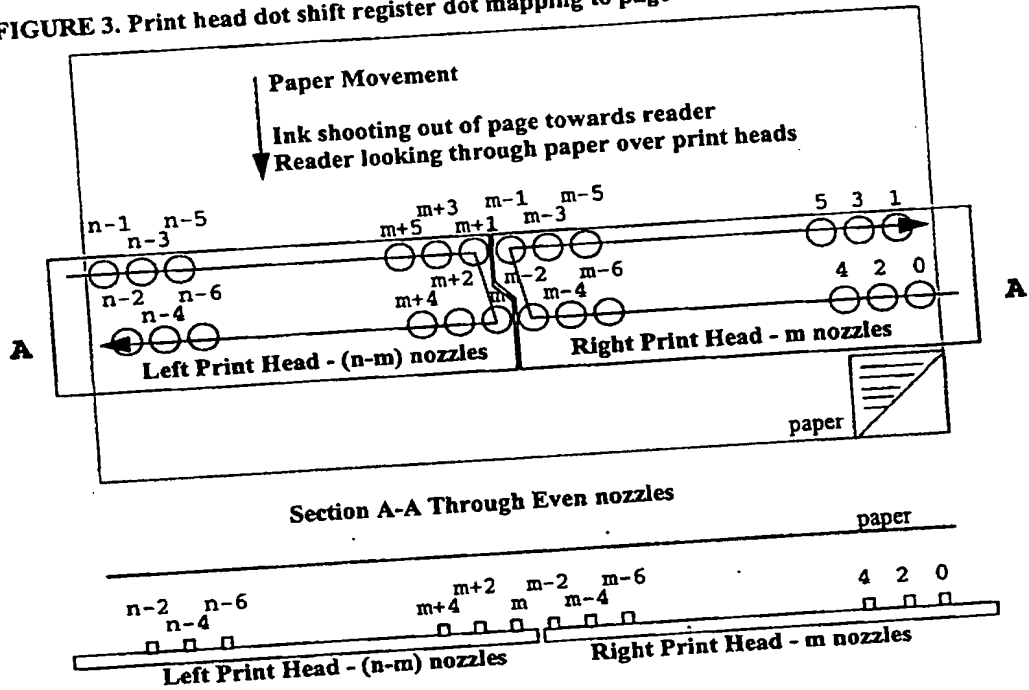 FIGURE 3. Print head dot shift register dot mapping to page
Paper Movement
Ink shooting out of page towards reader
Reader looking through paper over print heads
n-1 n-3 n-5 m+5 m+3 m+1 m-1 m-3 m-5 5 3 1
n-2 n-4 n-6 m+4 m+2 m m-2 m-4 m-6 4 2 0
A A
Left Print Head - (n-m) nozzles Right Print Head - m nozzles
paper
Section A-A Through Even nozzles
paper
n-2 n-4 n-6 m+4 m+2 m m-2 m-4 m-6 4 2 0
Left Print Head - (n-m) nozzles Right Print Head - m nozzles